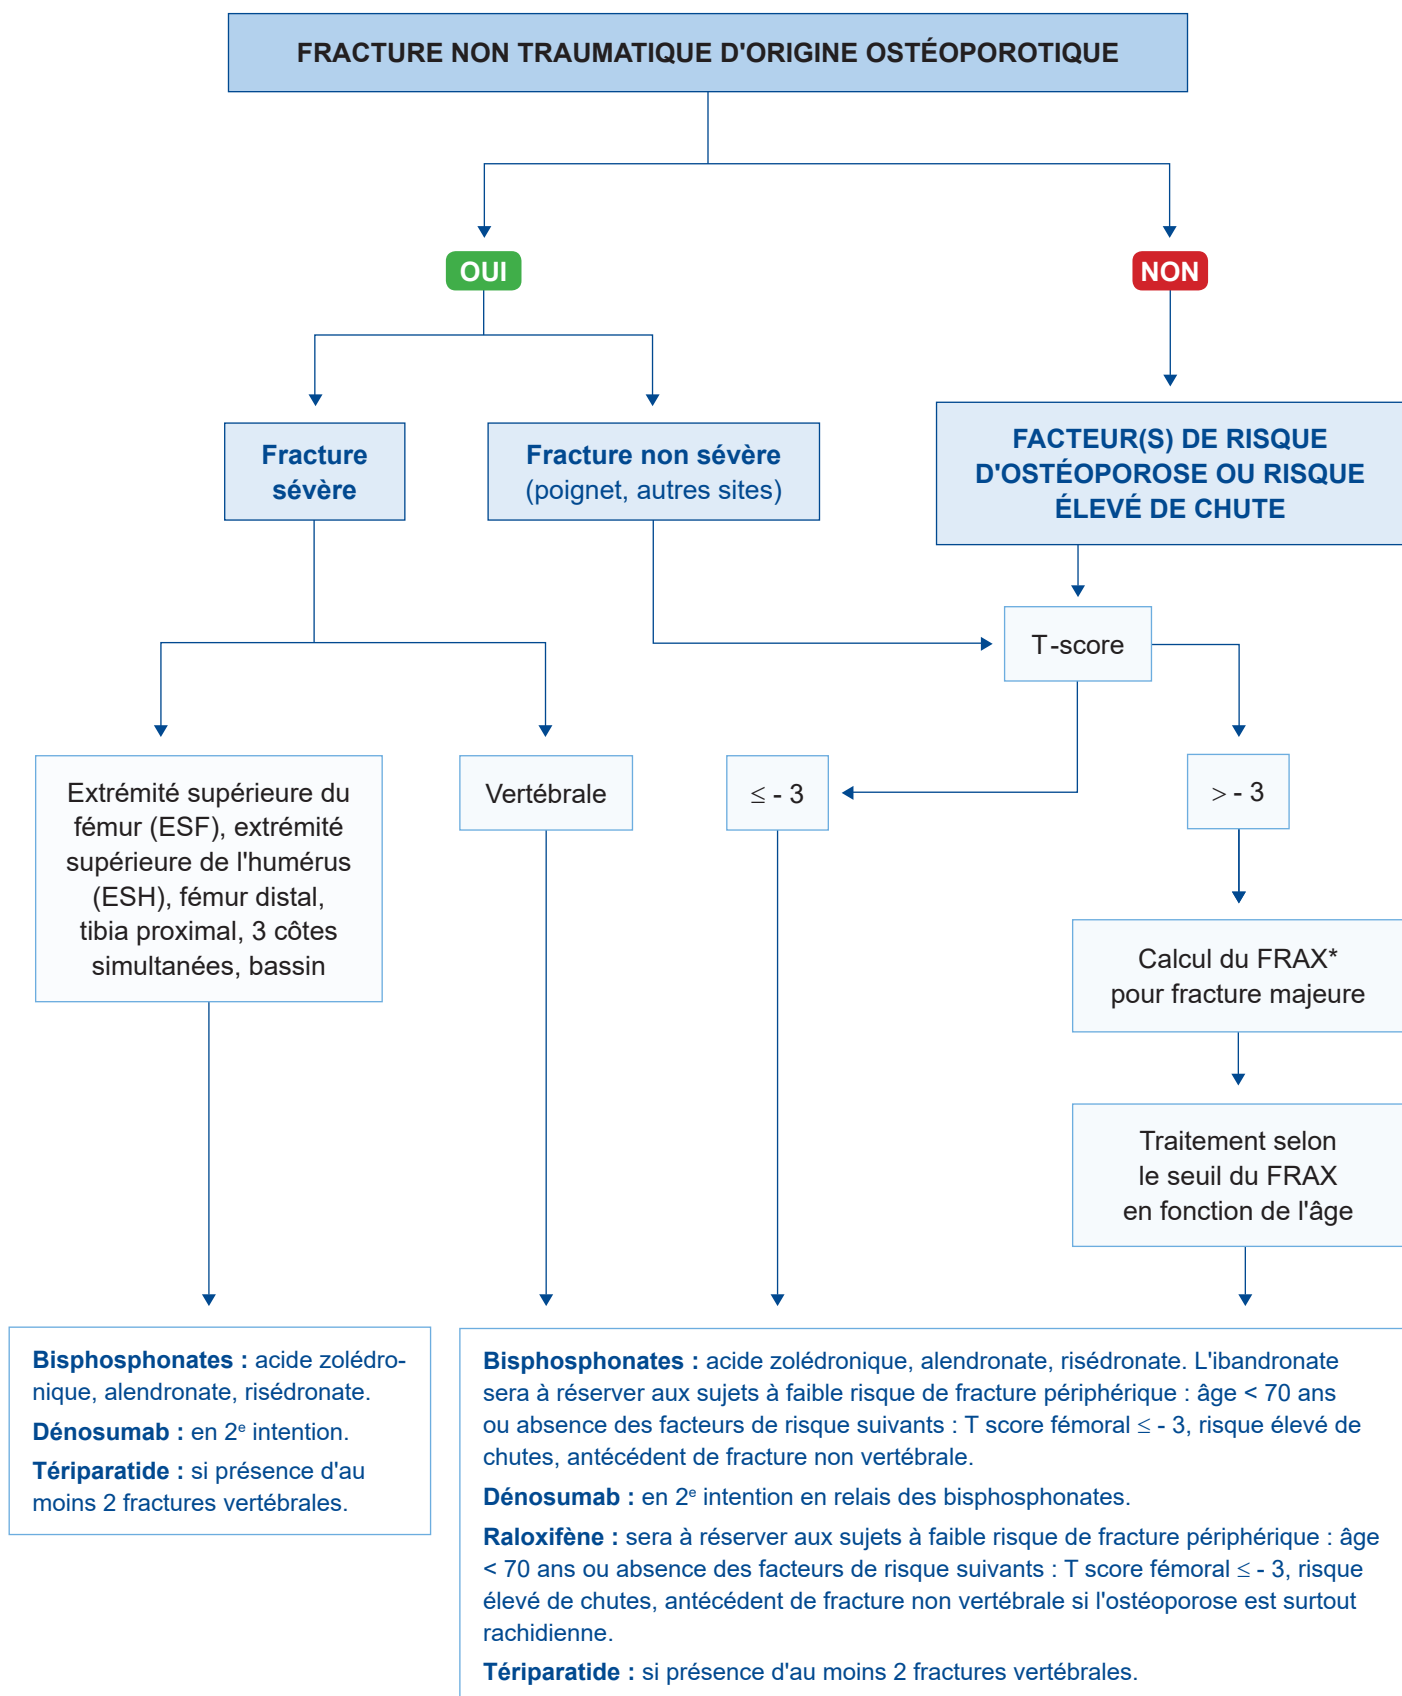 FRACTURE NON TRAUMATIQUE D'ORIGINE OSTÉOPOROTIQUE
OUI
NON
Fracture
sévère
Fracture non sévère
(poignet, autres sites)
FACTEUR(S) DE RISQUE
D'OSTÉOPOROSE OU RISQUE
ÉLEVÉ DE CHUTE
T-score
Extrémité supérieure du
fémur (ESF), extrémité
supérieure de l'humérus
(ESH), fémur distal,
tibia proximal, 3 côtes
simultanées, bassin
Vertébrale
≤ - 3
> - 3
Calcul du FRAX*
pour fracture majeure
Traitement selon
le seuil du FRAX
en fonction de l'âge
Bisphosphonates : acide zolédro-
nique, alendronate, risédronate.
Dénosumab : en 2e intention.
Tériparatide : si présence d'au
moins 2 fractures vertébrales.
Bisphosphonates : acide zolédronique, alendronate, risédronate. L'ibandronate
sera à réserver aux sujets à faible risque de fracture périphérique : âge < 70 ans
ou absence des facteurs de risque suivants : T score fémoral ≤ - 3, risque élevé de
chutes, antécédent de fracture non vertébrale.
Dénosumab : en 2e intention en relais des bisphosphonates.
Raloxifène : sera à réserver aux sujets à faible risque de fracture périphérique : âge
< 70 ans ou absence des facteurs de risque suivants : T score fémoral ≤ - 3, risque
élevé de chutes, antécédent de fracture non vertébrale si l'ostéoporose est surtout
rachidienne.
Tériparatide : si présence d'au moins 2 fractures vertébrales.